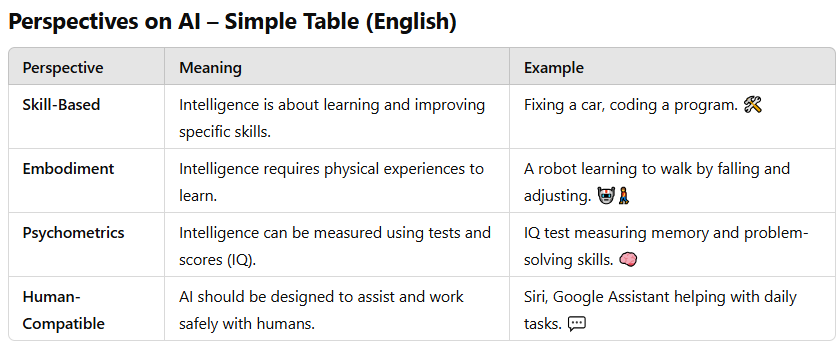 Perspectives on AI – Simple Table (English)
Perspective Meaning Example
Skill-Based Intelligence is about learning and improving Fixing a car, coding a program. 🛠️
specific skills.
Embodiment Intelligence requires physical experiences to A robot learning to walk by falling and
learn. adjusting. 🤖🚶
Psychometrics Intelligence can be measured using tests and IQ test measuring memory and problem-
scores (IQ). solving skills. 🧠
Human- AI should be designed to assist and work Siri, Google Assistant helping with daily
Compatible safely with humans. tasks. 💬